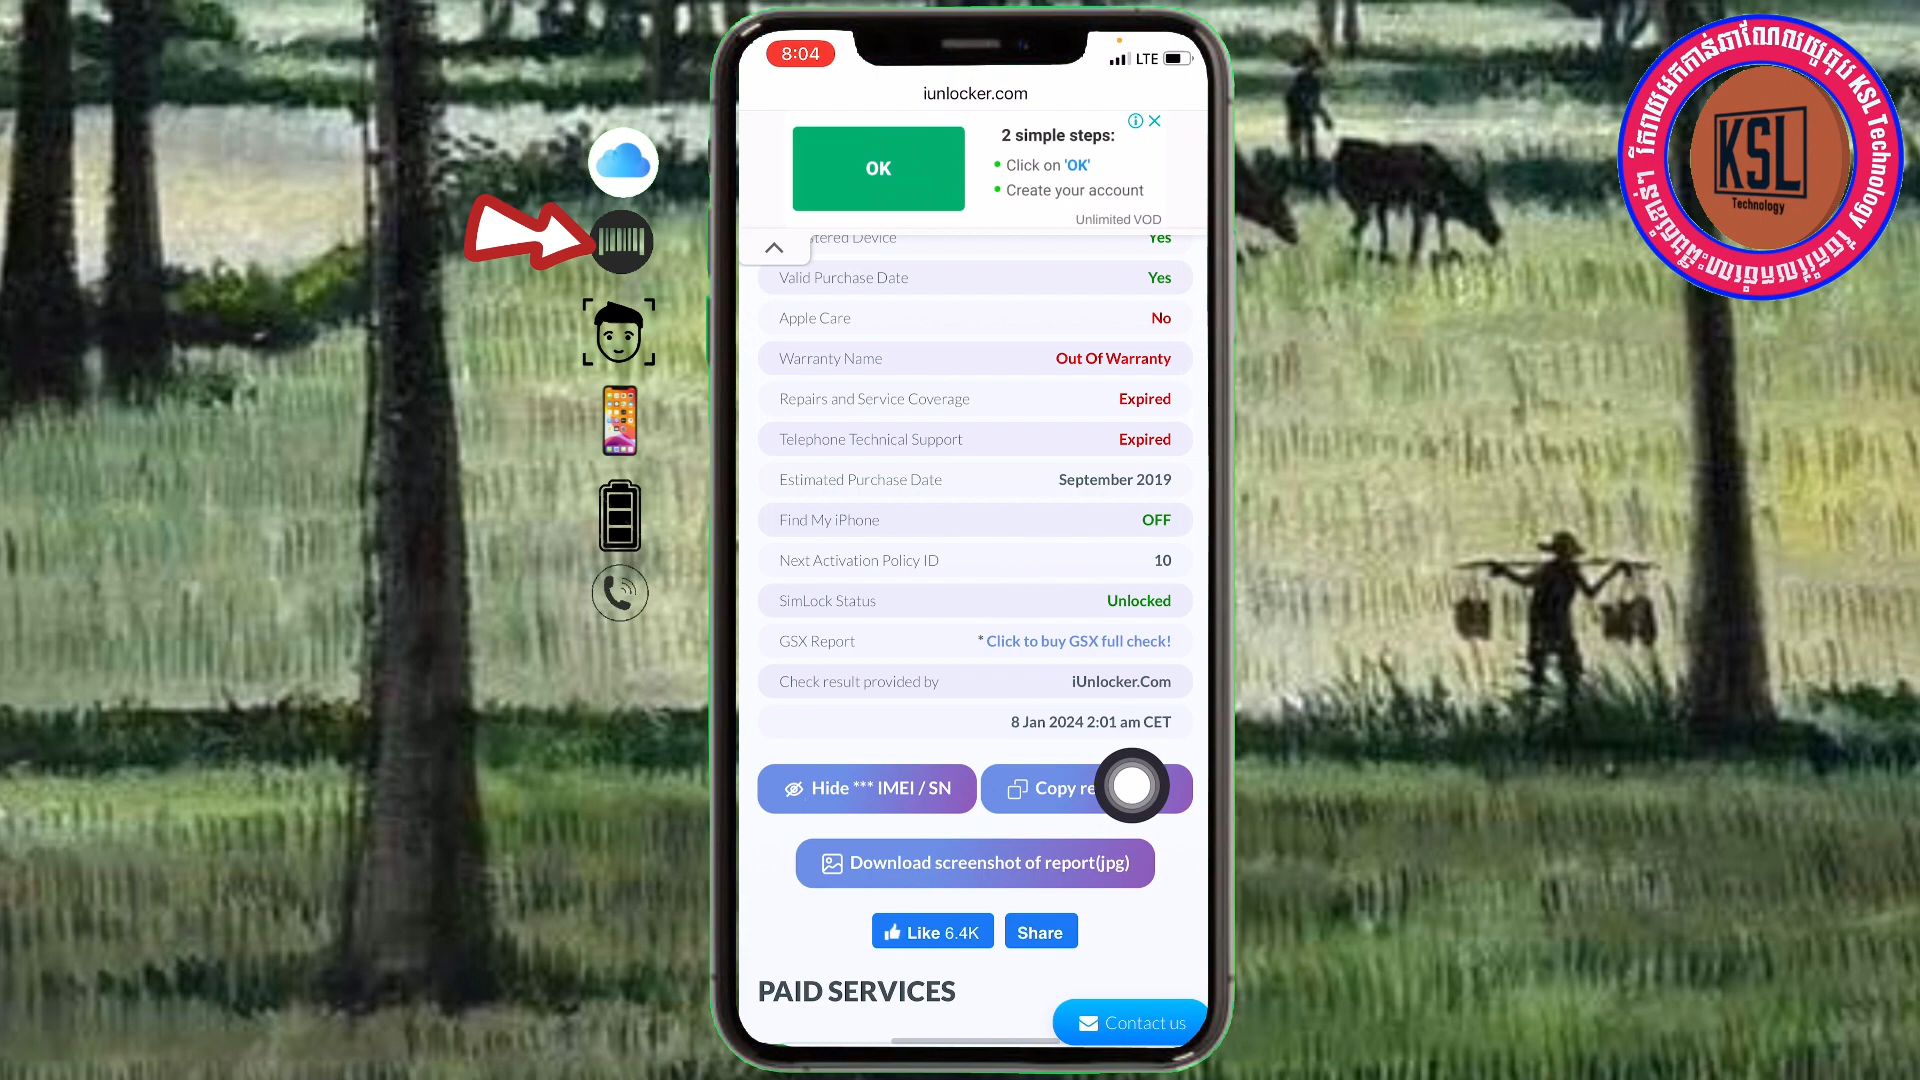 8:04
LTE
iunlocker.com
OK
2 simple steps:
Click on 'OK'
Create your account
Unlimited VOD
tered Device Yes
Valid Purchase Date Yes
Apple Care No
Warranty Name Out Of Warranty
Repairs and Service Coverage Expired
Telephone Technical Support Expired
Estimated Purchase Date September 2019
Find My iPhone OFF
Next Activation Policy ID 10
SimLock Status Unlocked
GSX Report * Click to buy GSX full check!
Check result provided by iUnlocker.Com
8 Jan 2024 2:01 am CET
Hide *** IMEI / SN
Copy re
Download screenshot of report(jpg)
Like 6.4K
Share
PAID SERVICES
Contact us
KSL Technology
KSL
Technology